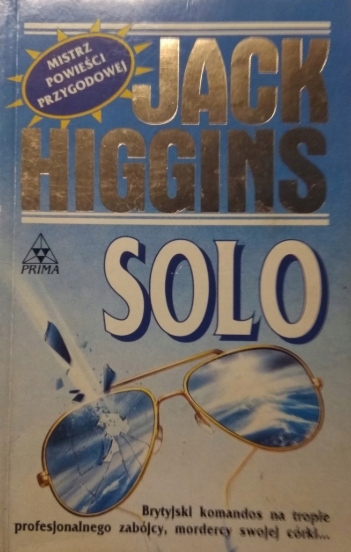 MISTRZ
POWIEŚCI
PRZYGODOWEJ
JACK
HIGGINS
PRIMA
SOLO
Brytyjski komandos na tropie
profesjonalnego zabójcy, mordercy swojej córki...